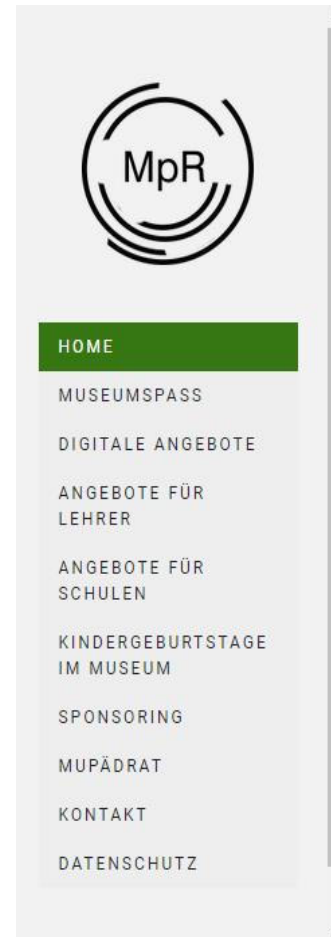 MpR
HOME
MUSEUMSPASS
DIGITALE ANGEBOTE
ANGEBOTE FÜR
LEHRER
ANGEBOTE FÜR
SCHULEN
KINDERGEBURTSTAGE
IM MUSEUM
SPONSORING
MUPÄDRAT
KONTAKT
DATENSCHUTZ